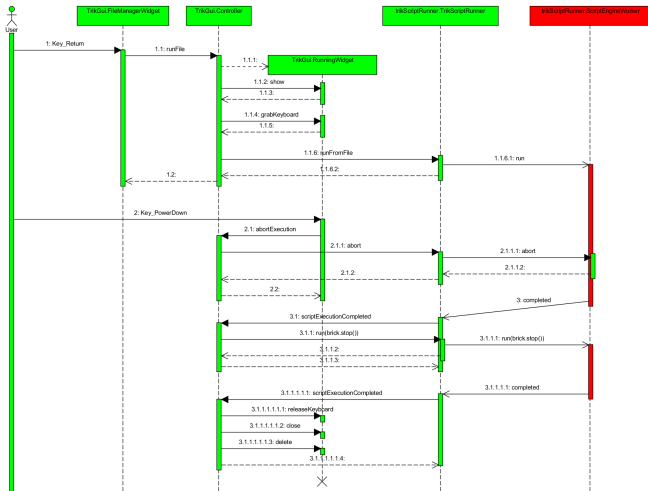 TrikGui.FileManagerWidget
TrikGui.Controller
trikScriptRunner.TrikScriptRunner
trikScriptRunner.ScriptEngineWorker
User
1: Key_Return
1.1: runFile
1.1.1:
TrikGui.RunningWidget
1.1.2: show
1.1.3:
1.1.4: grabKeyboard
1.1.5:
1.1.6: runFromFile
1.1.6.1: run
1.1.6.2:
1.2:
2: Key_PowerDown
2.1: abortExecution
2.1.1: abort
2.1.1.1: abort
2.1.1.2:
2.1.2:
2.2:
3: completed
3.1: scriptExecutionCompleted
3.1.1: run(brick.stop())
3.1.1.1: run(brick.stop())
3.1.1.2:
3.1.1.3:
3.1.1.1.1: completed
3.1.1.1.1.1: scriptExecutionCompleted
3.1.1.1.1.1.1: releaseKeyboard
3.1.1.1.1.1.2: close
3.1.1.1.1.1.3: delete
3.1.1.1.1.1.4: